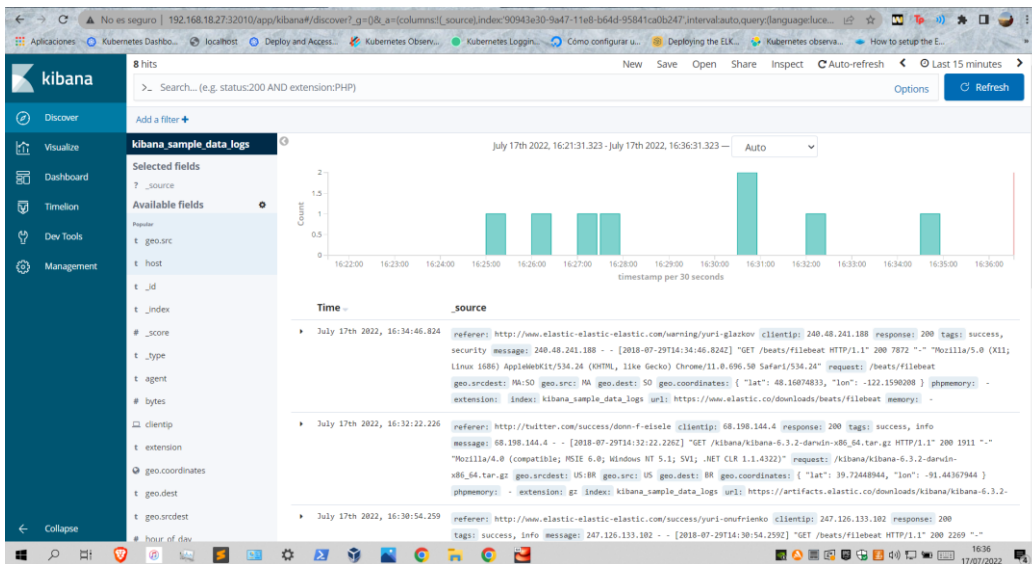 No es seguro | 192.168.18.27:32010/app/kibana#/discover?_g=()&_a=(columns:!(_source),index:'90943e30-9a47-11e8-b64d-95841ca0b247',interval:auto,query:(language:luce...
Aplicaciones Kubernetes Dashbo... localhost Deploy and Access... Kubernetes Observ... Kubernetes Loggin... Cómo configurar u... Deploying the ELK... Kubernetes observa... How to setup the E...
kibana
Discover
Visualize
Dashboard
Timelion
Dev Tools
Management
Collapse
8 hits
New Save Open Share Inspect Auto-refresh Last 15 minutes
>_ Search... (e.g. status:200 AND extension:PHP)
Options
Refresh
Add a filter +
kibana_sample_data_logs
Selected fields
? _source
Available fields
Popular
t geo.src
t host
t _id
t _index
# _score
t _type
t agent
# bytes
clientip
t extension
geo.coordinates
t geo.dest
t geo.srcdest
# hour of day
July 17th 2022, 16:21:31.323 - July 17th 2022, 16:36:31.323 — Auto
Count
2
1.5
1
0.5
0
16:22:00 16:23:00 16:24:00 16:25:00 16:26:00 16:27:00 16:28:00 16:29:00 16:30:00 16:31:00 16:32:00 16:33:00 16:34:00 16:35:00 16:36:00
timestamp per 30 seconds
Time _source
July 17th 2022, 16:34:46.824 referer: http://www.elastic-elastic-elastic.com/warning/yuri-glazkov clientip: 240.48.241.188 response: 200 tags: success,
security message: 240.48.241.188 - - [2018-07-29T14:34:46.824Z] "GET /beats/filebeat HTTP/1.1" 200 7872 "-" "Mozilla/5.0 (X11;
Linux i686) AppleWebKit/534.24 (KHTML, like Gecko) Chrome/11.0.696.50 Safari/534.24" request: /beats/filebeat
geo.srcdest: MA:SO geo.src: MA geo.dest: SO geo.coordinates: { "lat": 48.16074833, "lon": -122.1590208 } phpmemory: -
extension: index: kibana_sample_data_logs url: https://www.elastic.co/downloads/beats/filebeat memory: -
July 17th 2022, 16:32:22.226 referer: http://twitter.com/success/donn-f-eisele clientip: 68.198.144.4 response: 200 tags: success, info
message: 68.198.144.4 - - [2018-07-29T14:32:22.226Z] "GET /kibana/kibana-6.3.2-darwin-x86_64.tar.gz HTTP/1.1" 200 1911 "-"
"Mozilla/4.0 (compatible; MSIE 6.0; Windows NT 5.1; SV1; .NET CLR 1.1.4322)" request: /kibana/kibana-6.3.2-darwin-
x86_64.tar.gz geo.srcdest: US:BR geo.src: US geo.dest: BR geo.coordinates: { "lat": 39.72448944, "lon": -91.44367944 }
phpmemory: - extension: gz index: kibana_sample_data_logs url: https://artifacts.elastic.co/downloads/kibana/kibana-6.3.2-
July 17th 2022, 16:30:54.259 referer: http://www.elastic-elastic-elastic.com/success/yuri-onufrienko clientip: 247.126.133.102 response: 200
tags: success, info message: 247.126.133.102 - - [2018-07-29T14:30:54.259Z] "GET /beats/filebeat HTTP/1.1" 200 2269 "-"
16:36
17/07/2022